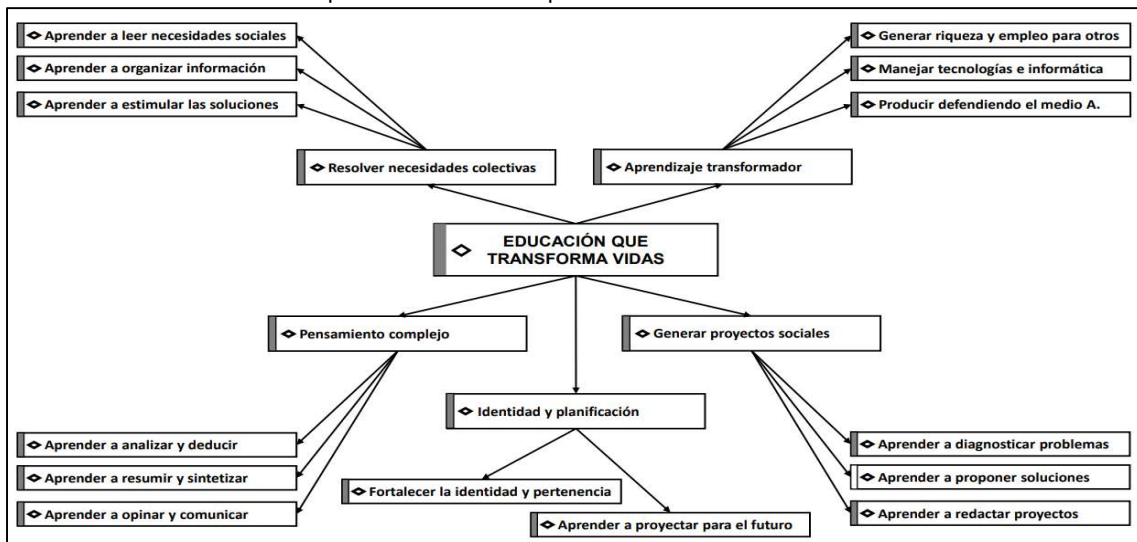 Aprender a leer necesidades sociales
Aprender a organizar información
Aprender a estimular las soluciones
Generar riqueza y empleo para otros
Manejar tecnologías e informática
Producir defendiendo el medio A.
Resolver necesidades colectivas
Aprendizaje transformador
EDUCACIÓN QUE
TRANSFORMA VIDAS
Pensamiento complejo
Generar proyectos sociales
Identidad y planificación
Aprender a analizar y deducir
Aprender a resumir y sintetizar
Aprender a opinar y comunicar
Fortalecer la identidad y pertenencia
Aprender a proyectar para el futuro
Aprender a diagnosticar problemas
Aprender a proponer soluciones
Aprender a redactar proyectos